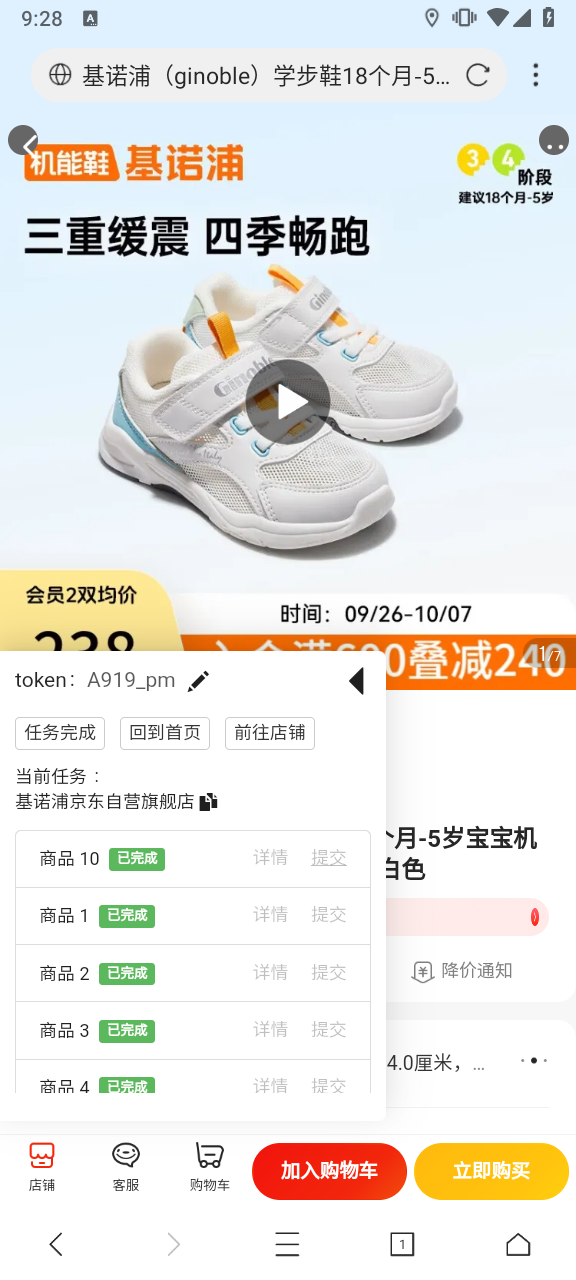 9:28
A
基诺浦（ginoble）学步鞋18个月-5…
机能鞋 基诺浦
3 4 阶段
建议18个月-5岁
三重缓震 四季畅跑
Ginoble
会员2双均价
时间：09/26-10/07
238
00叠减240
1/7
token： A919_pm
任务完成 回到首页 前往店铺
当前任务：
基诺浦京东自营旗舰店
个月-5岁宝宝机
白色
商品 10 已完成 详情 提交
商品 1 已完成 详情 提交
商品 2 已完成 详情 提交
降价通知
商品 3 已完成 详情 提交
4.0厘米，…
商品 4 已完成 详情 提交
店铺 客服 购物车 加入购物车 立即购买
1